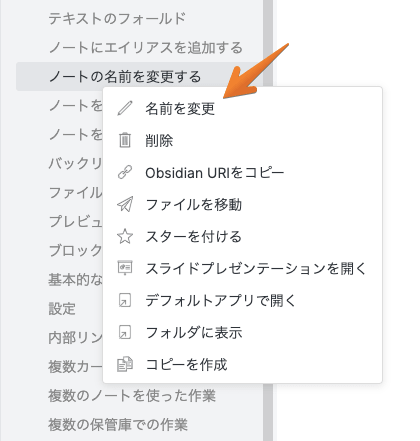 テキストのフォールド
ノートにエイリアスを追加する
ノートの名前を変更する
ノートを
ノートを
バックリ
ファイル
プレビュ
ブロック
基本的な
設定
内部リン
複数カー
複数のノートを使った作業
複数の保管庫での作業
名前を変更
削除
Obsidian URIをコピー
ファイルを移動
スターを付ける
スライドプレゼンテーションを開く
デフォルトアプリで開く
フォルダに表示
コピーを作成